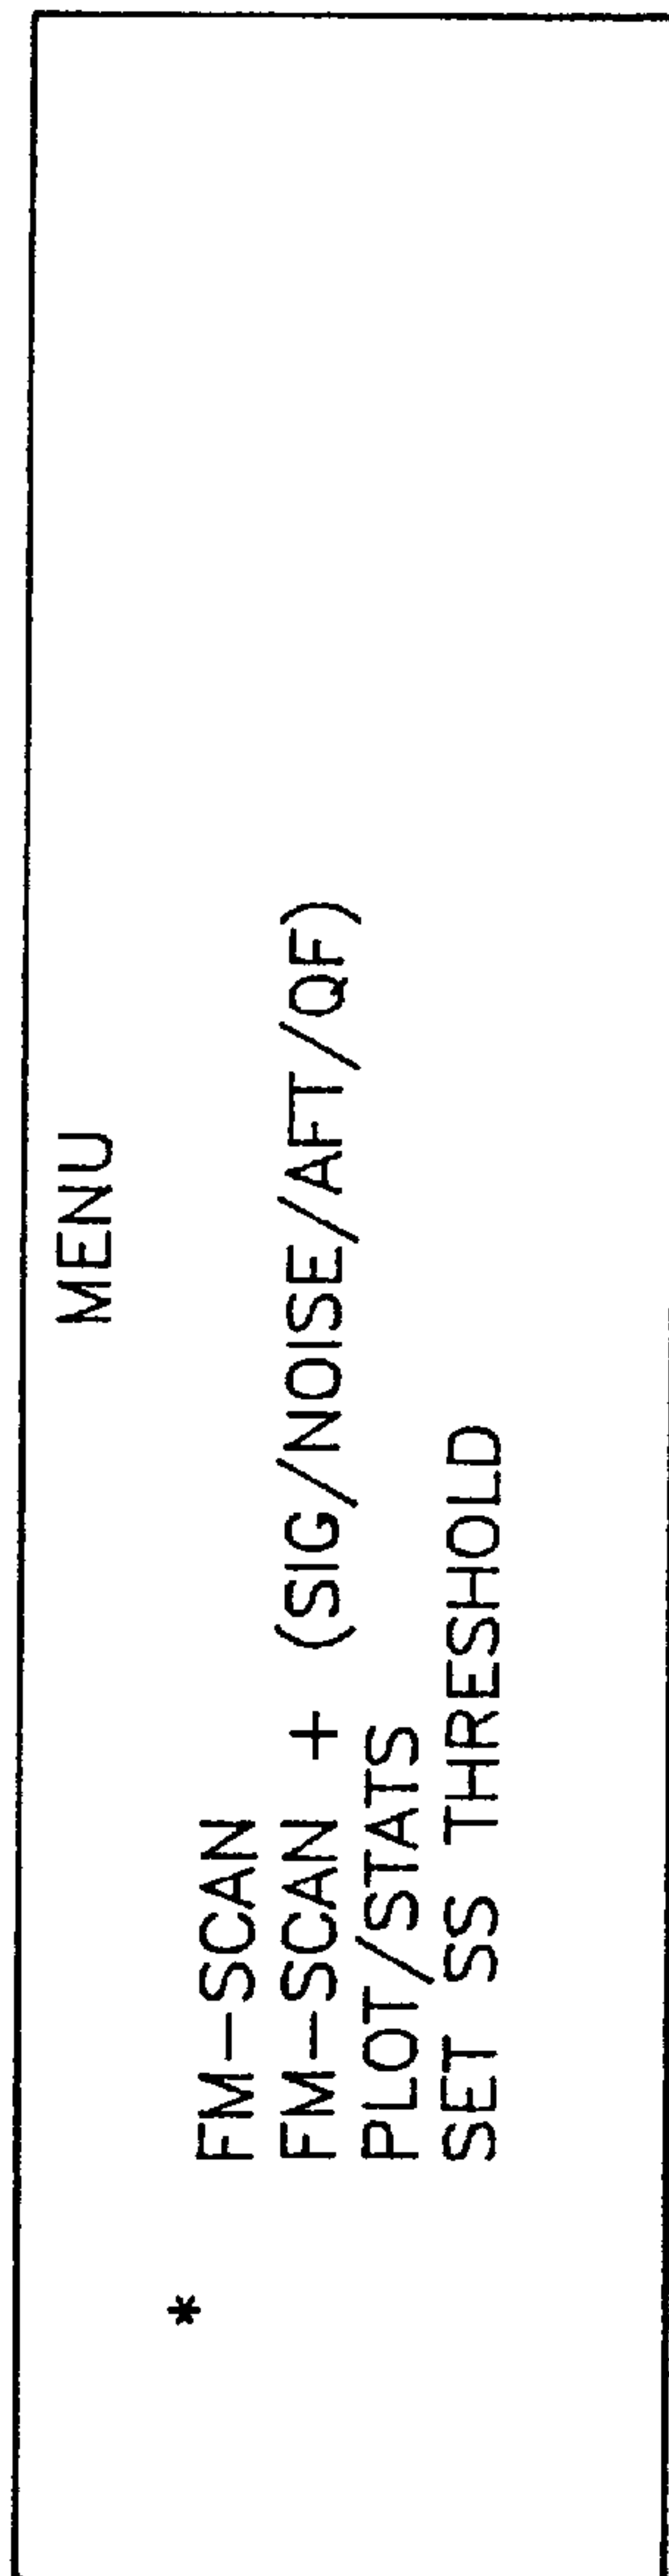 MENU
* FM-SCAN
FM-SCAN + (SIG/NOISE/AFT/QF)
PLOT/STATS
SET SS THRESHOLD